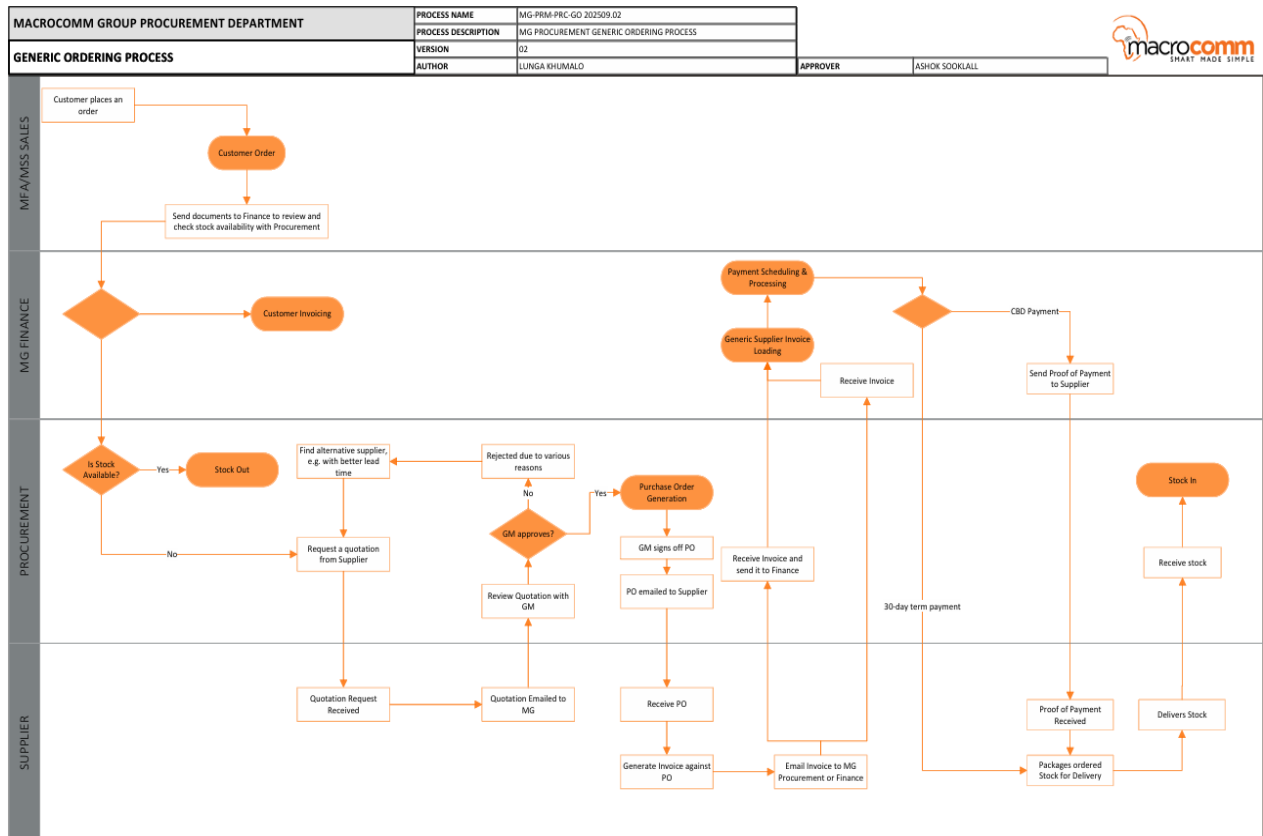 MACROCOMM GROUP PROCUREMENT DEPARTMENT
GENERIC ORDERING PROCESS
PROCESS NAME
MG-PRM-PRC-GO 202509.02
PROCESS DESCRIPTION
MG PROCUREMENT GENERIC ORDERING PROCESS
VERSION
02
AUTHOR
LUNGA KHUMALO
APPROVER
ASHOK SOOKLALL
macrocomm
SMART MADE SIMPLE
MFA/MSS SALES
Customer places an
order
Customer Order
Send documents to Finance to review and
check stock availability with Procurement
MG FINANCE
Customer Invoicing
Payment Scheduling &
Processing
Generic Supplier Invoice
Loading
Receive Invoice
CBD Payment
Send Proof of Payment
to Supplier
PROCUREMENT
Is Stock
Available?
Yes
Stock Out
No
Find alternative supplier,
e.g. with better lead
time
Request a quotation
from Supplier
Rejected due to various
reasons
No
GM approves?
Yes
Review Quotation with
GM
Purchase Order
Generation
GM signs off PO
PO emailed to Supplier
Receive Invoice and
send it to Finance
30-day term payment
Stock In
Receive stock
SUPPLIER
Quotation Request
Received
Quotation Emailed to
MG
Receive PO
Generate Invoice against
PO
Email Invoice to MG
Procurement or Finance
Proof of Payment
Received
Packages ordered
Stock for Delivery
Delivers Stock